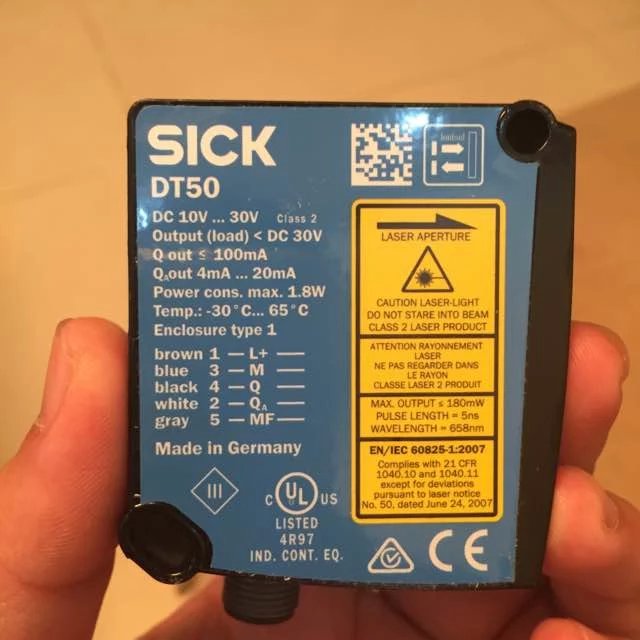 SICK
DT50
DC 10V ... 30V Class 2
Output (load) < DC 30V
Q out ≤ 100mA
QA out 4mA ... 20mA
Power cons. max. 1.8W
Temp.: -30°C... 65°C
Enclosure type 1
brown 1 — L+ —
blue 3 — M —
black 4 — Q —
white 2 — QA —
gray 5 — MF —
Made in Germany
III
C UL US
LISTED
4R97
IND. CONT. EQ.
LASER APERTURE
CAUTION LASER-LIGHT
DO NOT STARE INTO BEAM
CLASS 2 LASER PRODUCT
ATTENTION RAYONNEMENT
LASER
NE PAS REGARDER DANS
LE RAYON
CLASSE LASER 2 PRODUIT
MAX. OUTPUT ≤ 180mW
PULSE LENGTH = 5ns
WAVELENGTH = 658nm
EN/IEC 60825-1:2007
Complies with 21 CFR
1040.10 and 1040.11
except for deviations
pursuant to laser notice
No. 50, dated June 24, 2007
CE